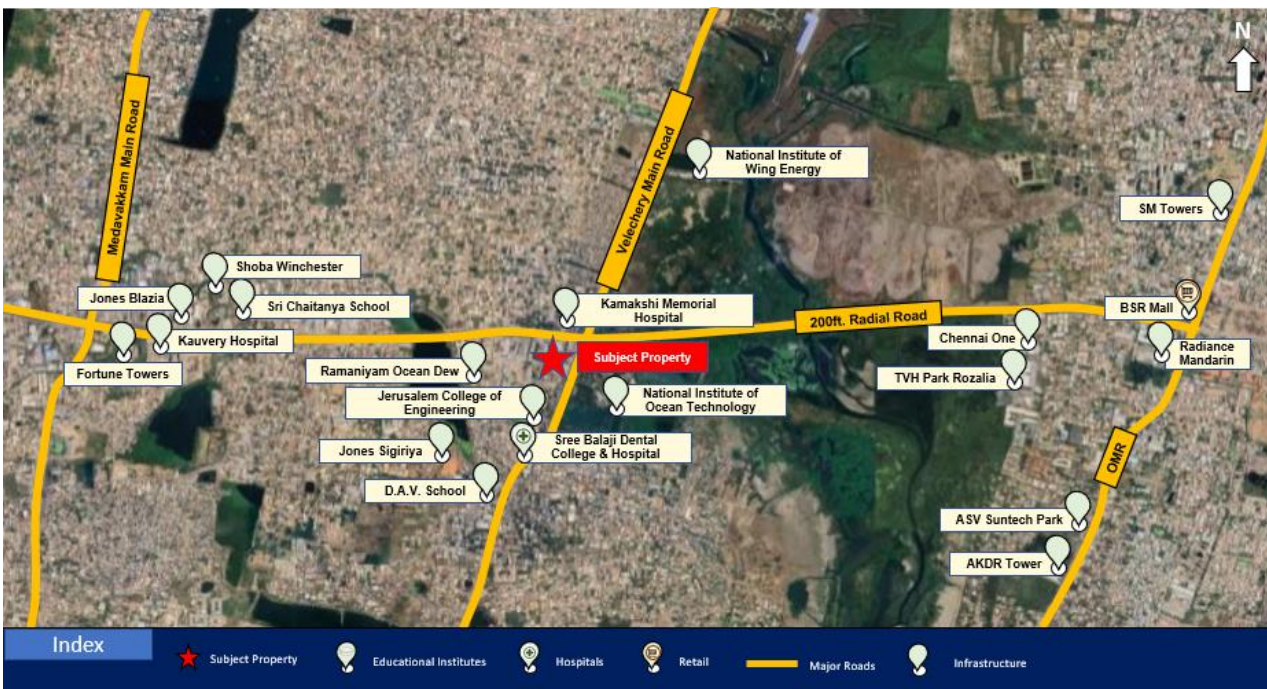 N
Medavakkam Main Road
Velechery Main Road
National Institute of
Wing Energy
SM Towers
Shoba Winchester
Jones Blazia
Sri Chaitanya School
Kamakshi Memorial
Hospital
200ft. Radial Road
BSR Mall
Kauvery Hospital
Chennai One
Radiance
Mandarin
Fortune Towers
Ramaniyam Ocean Dew
Subject Property
TVH Park Rozalia
Jerusalem College of
Engineering
National Institute of
Ocean Technology
Jones Sigiriya
Sree Balaji Dental
College & Hospital
OMR
D.A.V. School
ASV Suntech Park
AKDR Tower
Index
Subject Property
Educational Institutes
Hospitals
Retail
Major Roads
Infrastructure